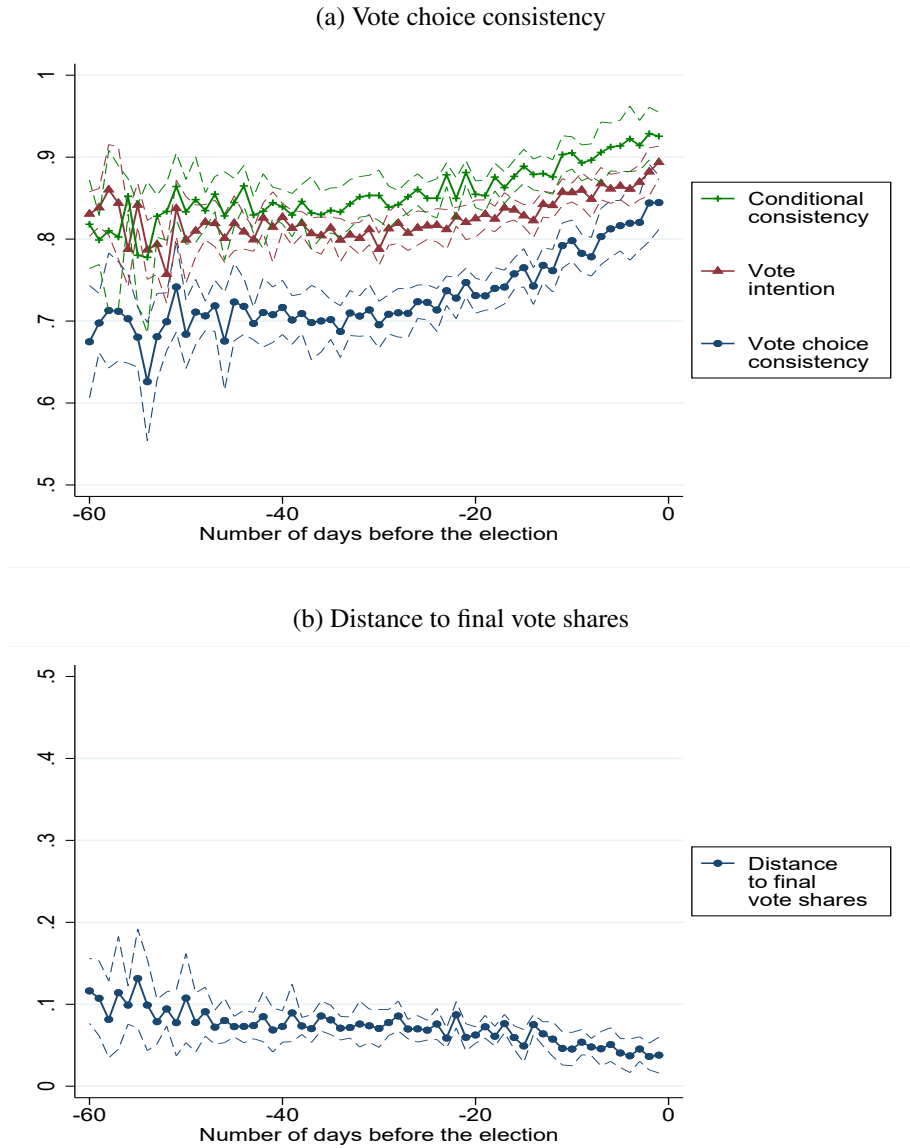 (a) Vote choice consistency
1
.9
.8
.7
.6
.5
-60
-40
-20
0
Number of days before the election
Conditional
consistency
Vote
intention
Vote choice
consistency
(b) Distance to final vote shares
.5
.4
.3
.2
.1
0
-60
-40
-20
0
Number of days before the election
Distance
to final
vote shares